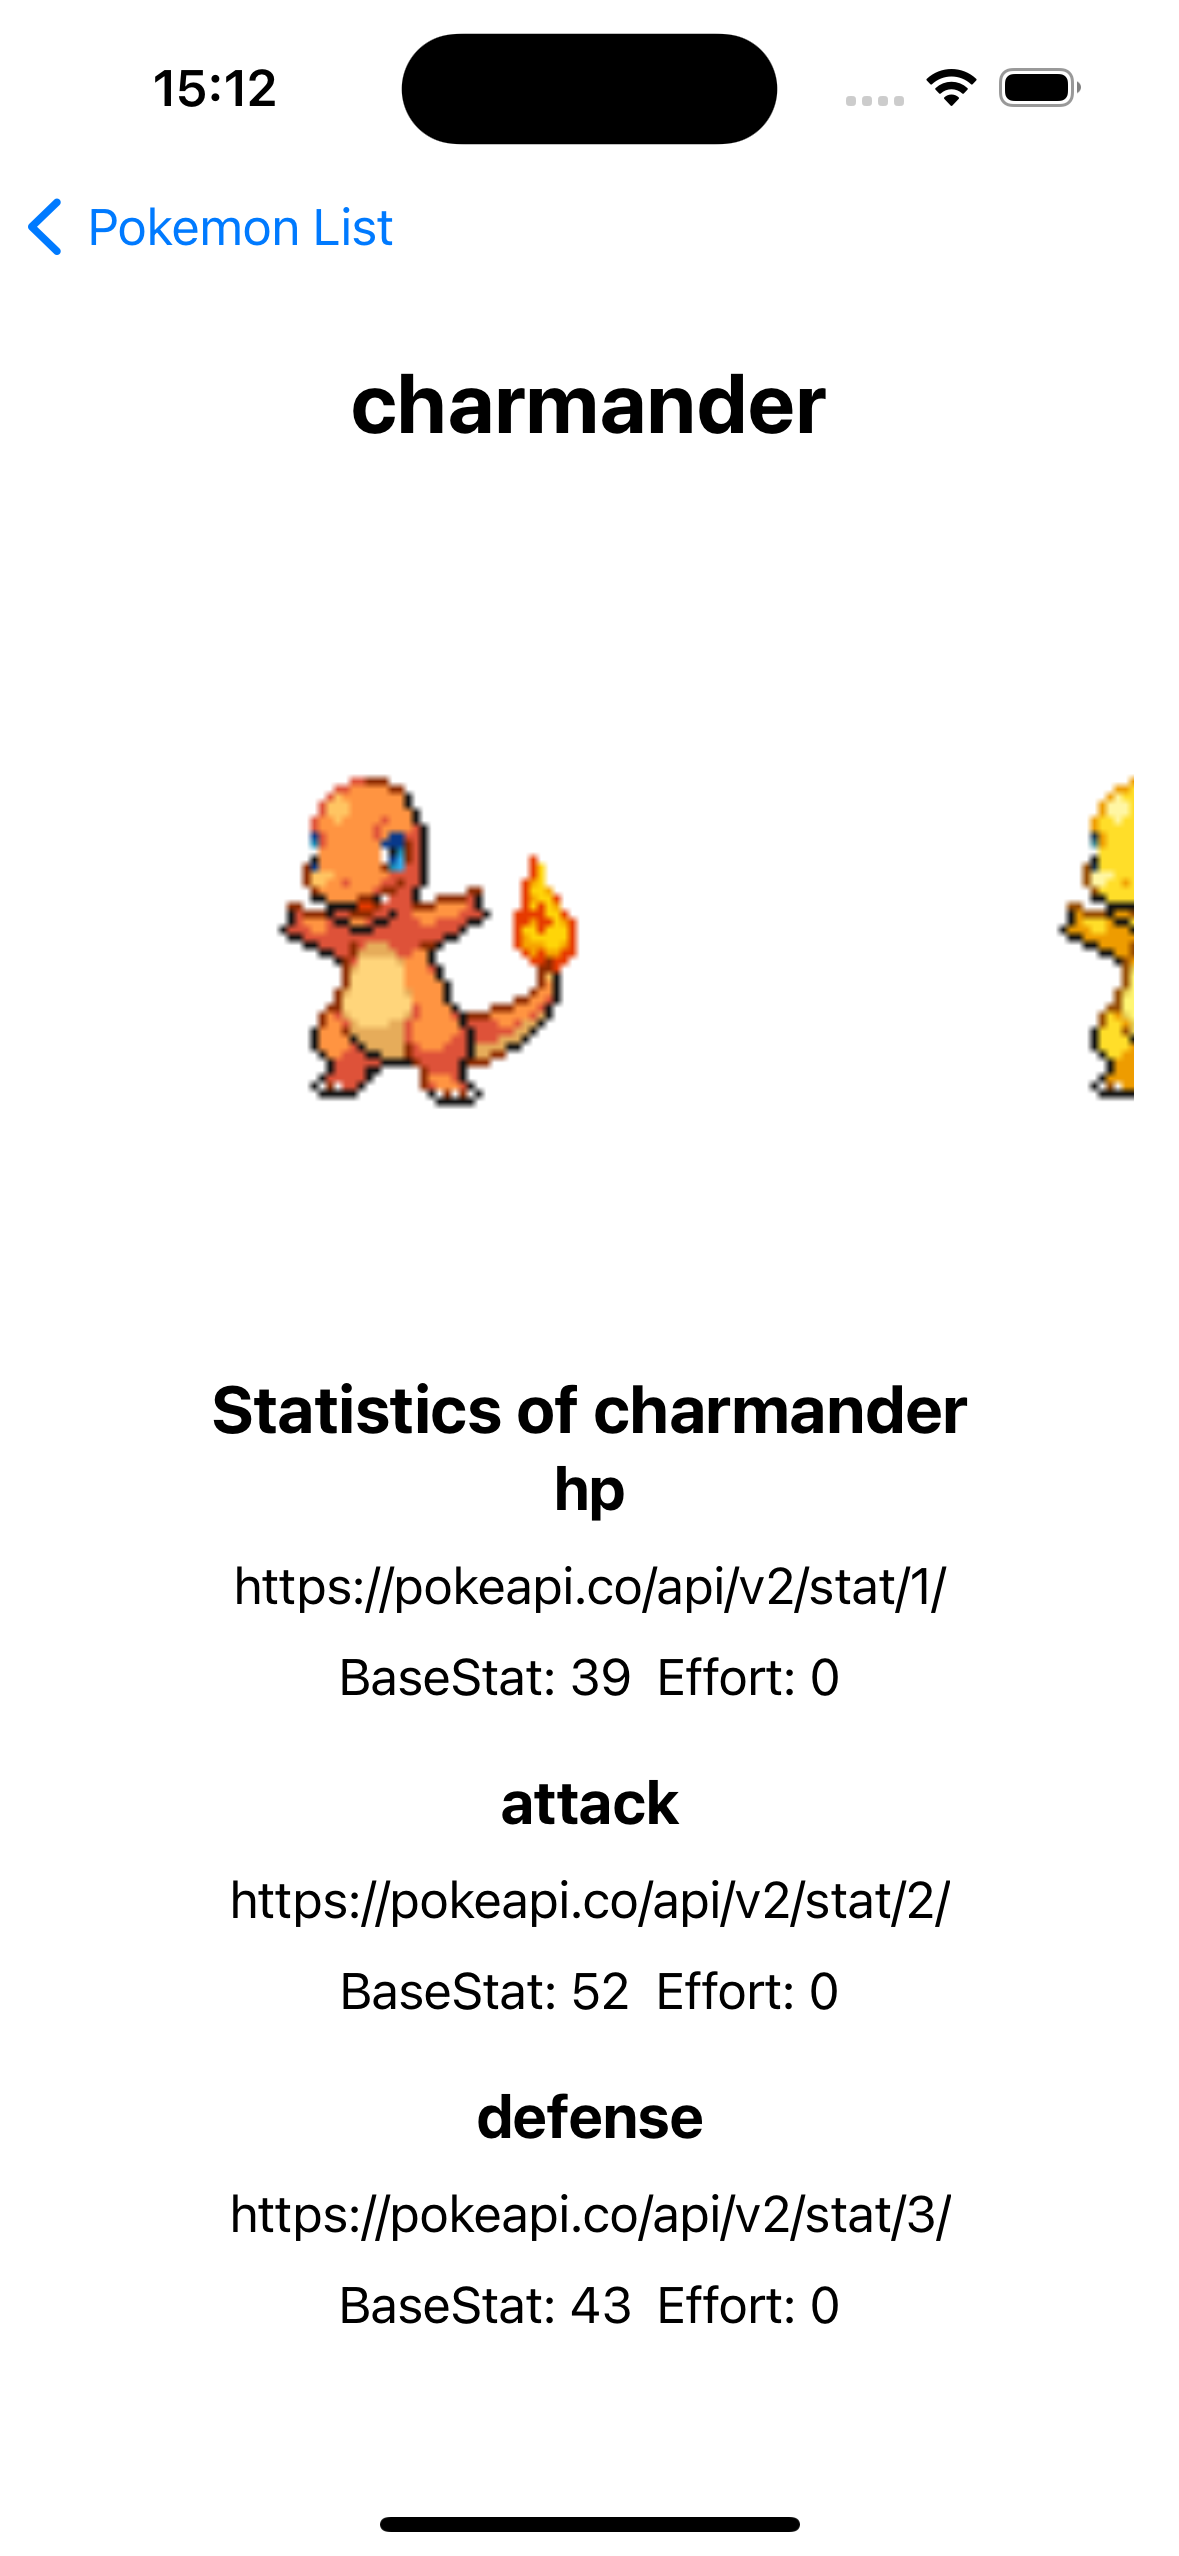 15:12
Pokemon List
charmander
Statistics of charmander
hp
https://pokeapi.co/api/v2/stat/1/
BaseStat: 39  Effort: 0
attack
https://pokeapi.co/api/v2/stat/2/
BaseStat: 52  Effort: 0
defense
https://pokeapi.co/api/v2/stat/3/
BaseStat: 43  Effort: 0